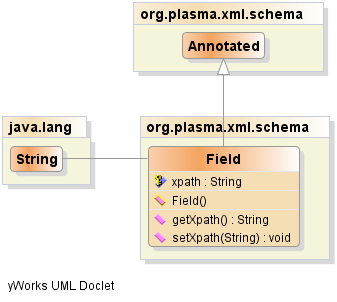 org.plasma.xml.schema
Annotated
java.lang
String
org.plasma.xml.schema
Field
xpath : String
Field()
getXpath() : String
setXpath(String) : void
yWorks UML Doclet